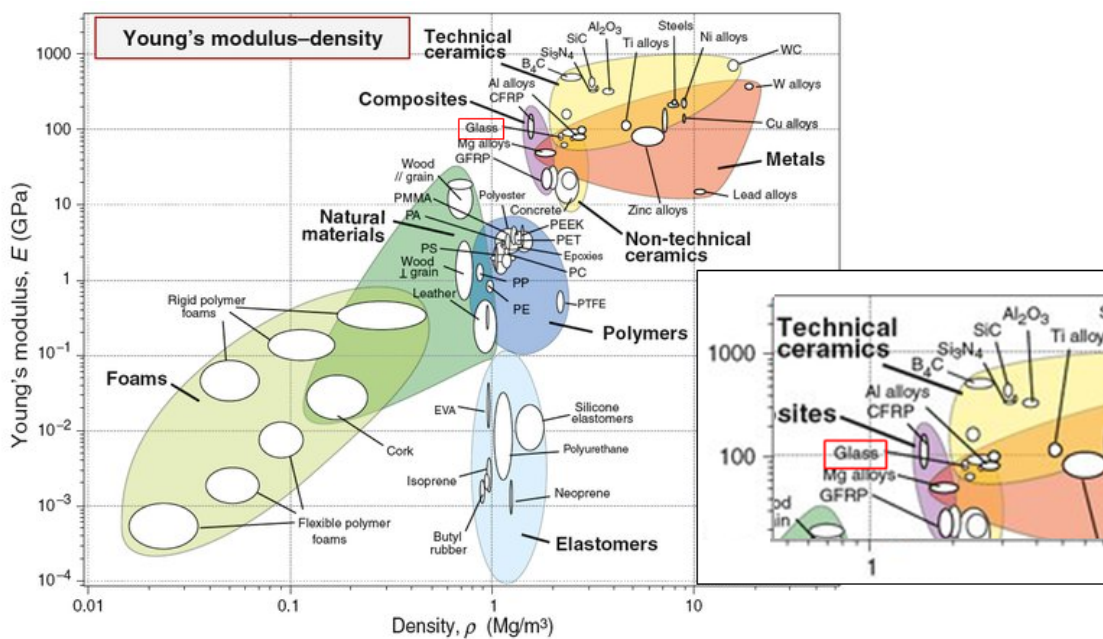 Young's modulus–density
Young's modulus, E (GPa)
1000
100
10
1
10⁻¹
10⁻²
10⁻³
10⁻⁴
0.01
0.1
1
10
Density, ρ (Mg/m³)
Technical
ceramics
Al₂O₃
SiC
Si₃N₄
B₄C
Steels
Ti alloys
Ni alloys
WC
W alloys
Al alloys
CFRP
Composites
Glass
Mg alloys
GFRP
Cu alloys
Metals
Lead alloys
Zinc alloys
Wood
// grain
PMMA
PA
Polyester
Concrete
PEEK
PET
Epoxies
PC
Non-technical
ceramics
Natural
materials
PS
Wood
⊥ grain
Leather
PP
PE
PTFE
Polymers
Rigid polymer
foams
Foams
Cork
Flexible polymer
foams
EVA
Silicone
elastomers
Polyurethane
Isoprene
Neoprene
Butyl
rubber
Elastomers
Technical
ceramics
Al₂O₃
SiC
Si₃N₄
B₄C
S
Ti alloy
1000
Al alloys
CFRP
sites
Glass
100
Mg alloys
GFRP
od
in
1